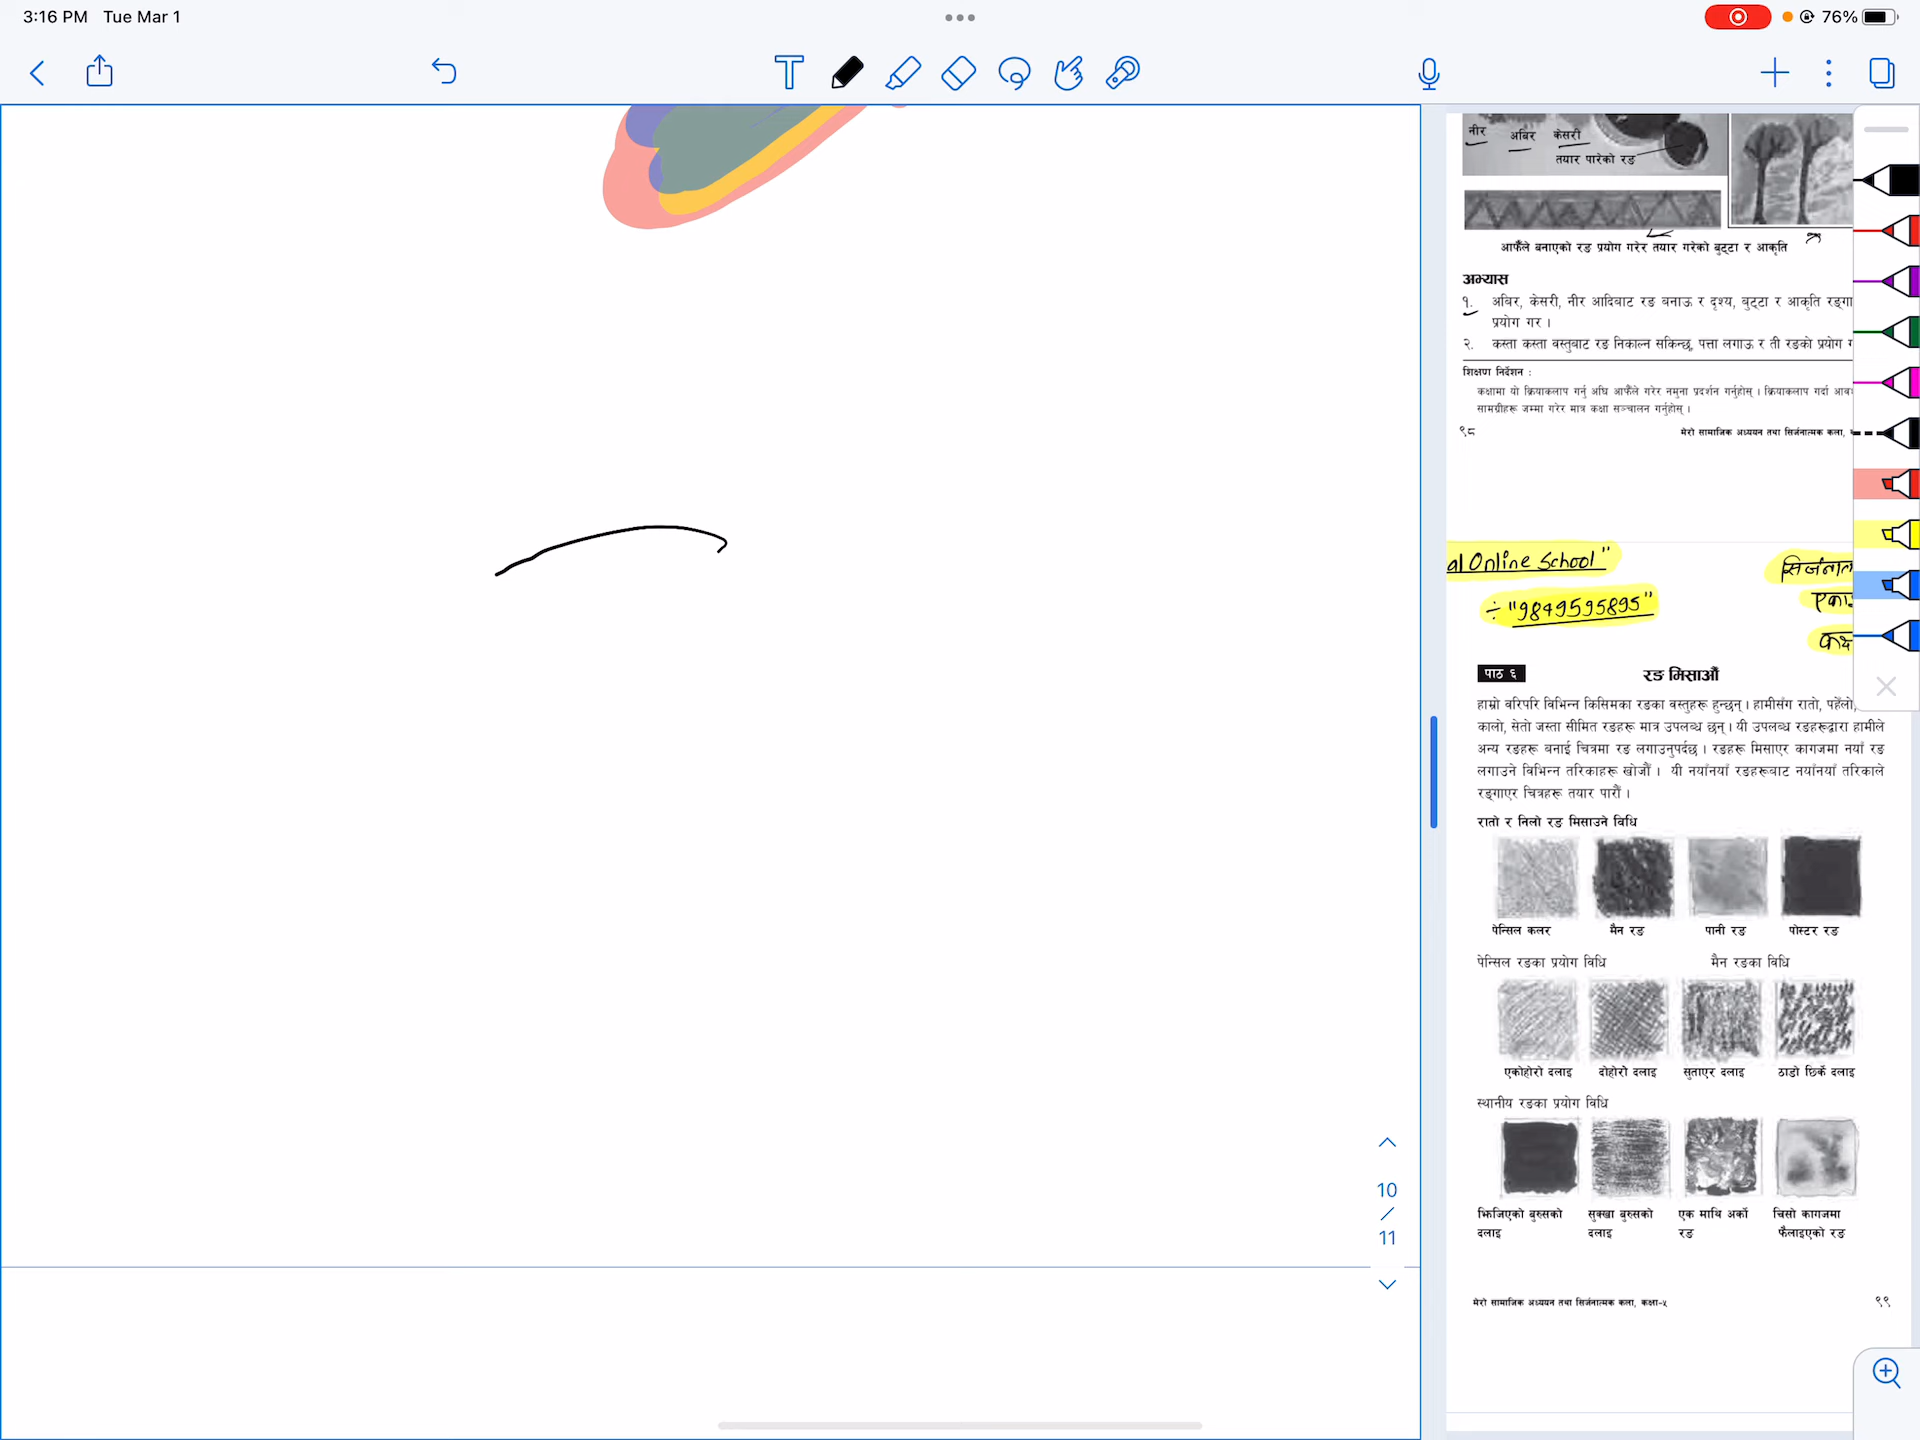 3:16 PM Tue Mar 1
76%
नीर
अबिर
केसरी
तयार पारेको रङ
आफैँले बनाएको रङ प्रयोग गरेर तयार गरेको बुट्टा र आकृति
अभ्यास
१. अबिर, केसरी, नीर आदिबाट रङ बनाऊ र दृश्य, बुट्टा र आकृति रङ्गा
प्रयोग गर ।
२. कस्ता कस्ता वस्तुबाट रङ निकाल्न सकिन्छ, पत्ता लगाऊ र ती रङको प्रयोग ग
शिक्षण निर्देशन :
कक्षामा यो क्रियाकलाप गर्नु अघि आफैँले गरेर नमुना प्रदर्शन गर्नुहोस् । क्रियाकलाप गर्दा आव
सामग्रीहरू जम्मा गरेर मात्र कक्षा सञ्चालन गर्नुहोस् ।
९८
मेरो सामाजिक अध्ययन तथा सिर्जनात्मक कला,
al Online School"
÷ "9849595895"
पाठ ६
रङ मिसाऔँ
हाम्रो वरिपरि विभिन्न किसिमका रङका वस्तुहरू हुन्छन् । हामीसँग रातो, पहेँलो,
कालो, सेतो जस्ता सीमित रङहरू मात्र उपलब्ध छन् । यी उपलब्ध रङहरूद्वारा हामीले
अन्य रङहरू बनाई चित्रमा रङ लगाउनुपर्दछ । रङहरू मिसाएर कागजमा नयाँ रङ
लगाउने विभिन्न तरिकाहरू खोजौँ । यी नयाँनयाँ रङहरूबाट नयाँनयाँ तरिकाले
रङ्गाएर चित्रहरू तयार पारौँ ।
रातो र निलो रङ मिसाउने विधि
पेन्सिल कलर
मैन रङ
पानी रङ
पोस्टर रङ
पेन्सिल रङका प्रयोग विधि
मैन रङका विधि
एकोहोरो दलाइ
दोहोरो दलाइ
सुताएर दलाइ
ठाडो छिर्के दलाइ
स्थानीय रङका प्रयोग विधि
भिजिएको बुरुसको
दलाइ
सुक्खा बुरुसको
दलाइ
एक माथि अर्को
रङ
चिसो कागजमा
फैलाइएको रङ
मेरो सामाजिक अध्ययन तथा सिर्जनात्मक कला, कक्षा-५
९९
10
/
11